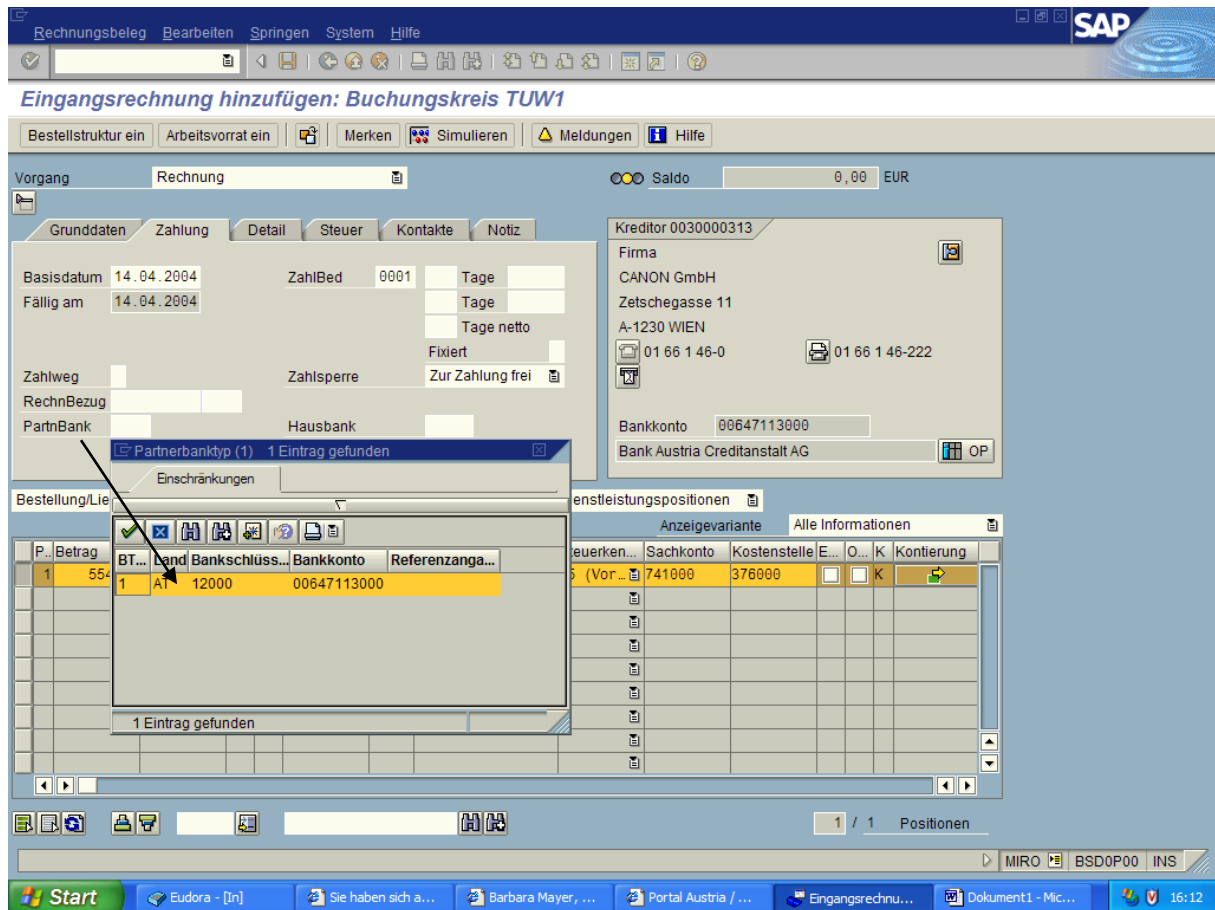 Rechnungsbeleg Bearbeiten Springen System Hilfe
SAP
Eingangsrechnung hinzufügen: Buchungskreis TUW1
Bestellstruktur ein Arbeitsvorrat ein Merken Simulieren Meldungen Hilfe
Vorgang Rechnung Saldo 0,00 EUR
Grunddaten Zahlung Detail Steuer Kontakte Notiz
Kreditor 0030000313
Firma
Basisdatum 14.04.2004 ZahlBed 0001 Tage
CANON GmbH
Fällig am 14.04.2004 Tage
Zetschegasse 11
Tage netto
A-1230 WIEN
Fixiert
01 66 1 46-0 01 66 1 46-222
Zahlweg Zahlsperre Zur Zahlung frei
RechnBezug
PartnBank Hausbank
Bankkonto 00647113000
Bank Austria Creditanstalt AG OP
Partnerbanktyp (1) 1 Eintrag gefunden
Einschränkungen
Bestellung/Lie enstleistungspositionen
Anzeigevariante Alle Informationen
P.. Betrag euerken... Sachkonto Kostenstelle E... O... K Kontierung
BT... Land Bankschlüss... Bankkonto Referenzanga...
1 554 5 (Vor... 741000 376000 K
1 AT 12000 00647113000
1 Eintrag gefunden
1 / 1 Positionen
MIRO BSD0P00 INS
Start Eudora - [In] Sie haben sich a... Barbara Mayer, ... Portal Austria / ... Eingangsrechnu... Dokument1 - Mic... 16:12